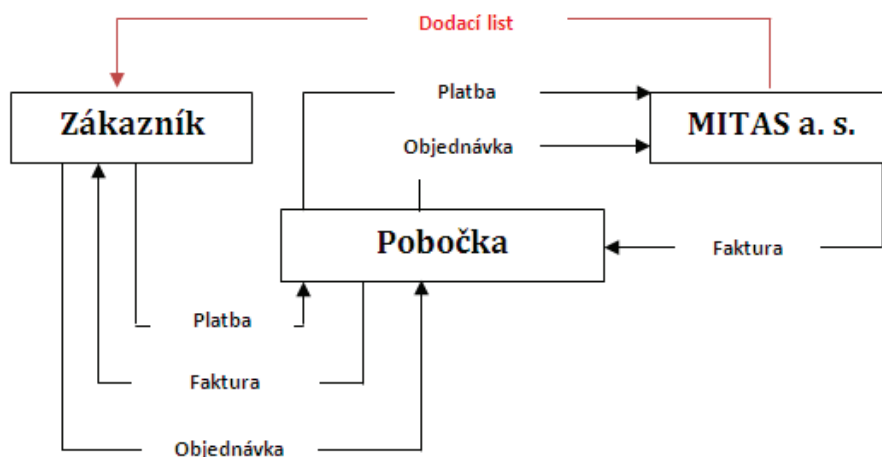 Dodací list
Platba
Zákazník
MITAS a. s.
Objednávka
Pobočka
Faktura
Platba
Faktura
Objednávka